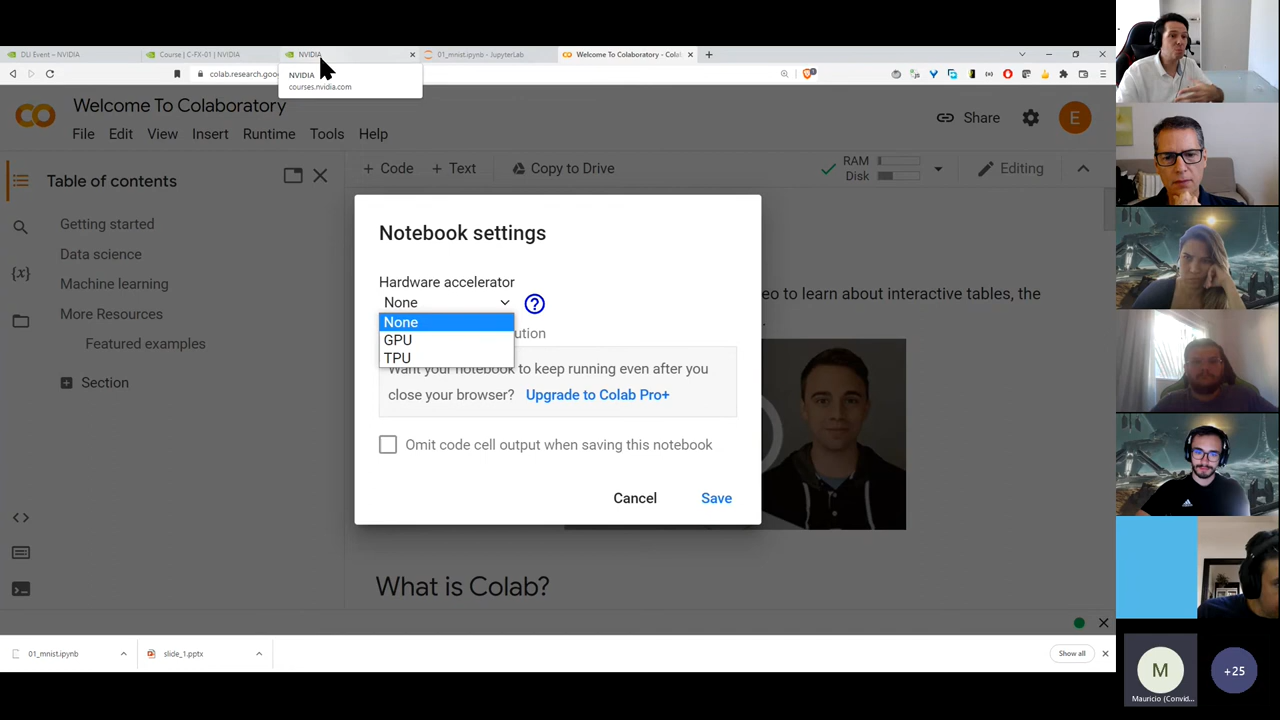 DLI Event – NVIDIA
Course | C-FX-01 | NVIDIA
NVIDIA
01_mnist.ipynb - JupyterLab
Welcome To Colaboratory - Colab
colab.research.goo
NVIDIA
courses.nvidia.com
Welcome To Colaboratory
File Edit View Insert Runtime Tools Help
Share
E
Table of contents
+ Code + Text
Copy to Drive
RAM
Disk
Editing
Getting started
Data science
Machine learning
More Resources
Featured examples
Section
Notebook settings
Hardware accelerator
None
?
None
GPU
TPU
ution
Want your notebook to keep running even after you
close your browser? Upgrade to Colab Pro+
Omit code cell output when saving this notebook
Cancel
Save
eo to learn about interactive tables, the
What is Colab?
01_mnist.ipynb
slide_1.pptx
Show all
M
Mauricio (Convid...
+25